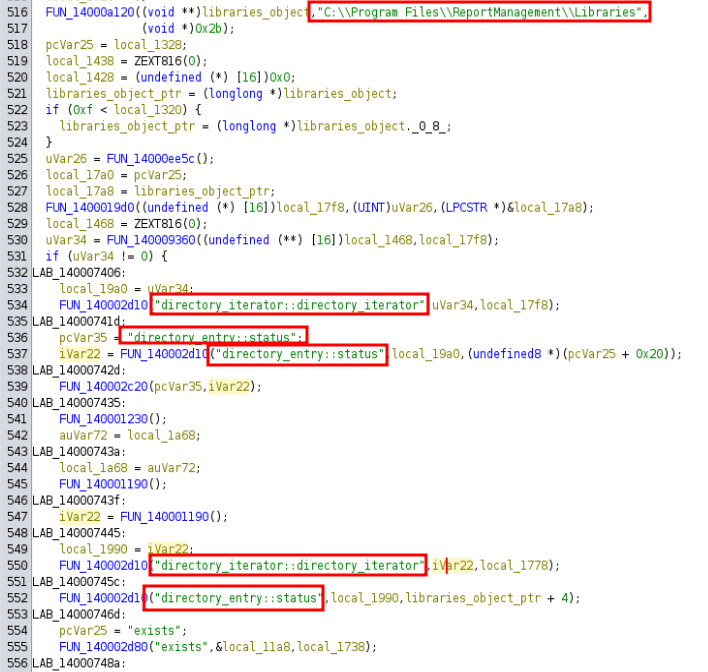 516 FUN_14000a120((void **)libraries_object,"C:\\Program Files\\ReportManagement\\Libraries",
517 (void *)0x2b);
518 pcVar25 = local_1328;
519 local_1438 = ZEXT816(0);
520 local_1428 = (undefined (*) [16])0x0;
521 libraries_object_ptr = (longlong *)libraries_object;
522 if (0xf < local_1320) {
523 libraries_object_ptr = (longlong *)libraries_object._0_8_;
524 }
525 uVar26 = FUN_14000ee5c();
526 local_17a0 = pcVar25;
527 local_17a8 = libraries_object_ptr;
528 FUN_1400019d0((undefined (*) [16])local_17f8,(UINT)uVar26,(LPCSTR *)&local_17a8);
529 local_1468 = ZEXT816(0);
530 uVar34 = FUN_140009360((undefined (**) [16])local_1468,local_17f8);
531 if (uVar34 != 0) {
532 LAB_140007406:
533 local_19a0 = uVar34;
534 FUN_140002d10("directory_iterator::directory_iterator",uVar34,local_17f8);
535 LAB_14000741d:
536 pcVar35 = "directory_entry::status";
537 iVar22 = FUN_140002d10("directory_entry::status",local_19a0,(undefined8 *)(pcVar35 + 0x20));
538 LAB_14000742d:
539 FUN_140002c20(pcVar35,iVar22);
540 LAB_140007435:
541 FUN_140001230();
542 auVar72 = local_1a68;
543 LAB_14000743a:
544 local_1a68 = auVar72;
545 FUN_140001190();
546 LAB_14000743f:
547 iVar22 = FUN_140001190();
548 LAB_140007445:
549 local_1990 = iVar22;
550 FUN_140002d10("directory_iterator::directory_iterator",iVar22,local_1778);
551 LAB_14000745c:
552 FUN_140002d10("directory_entry::status",local_1990,libraries_object_ptr + 4);
553 LAB_14000746d:
554 pcVar25 = "exists";
555 FUN_140002d80("exists",&local_11a8,local_1738);
556 LAB_14000748a: